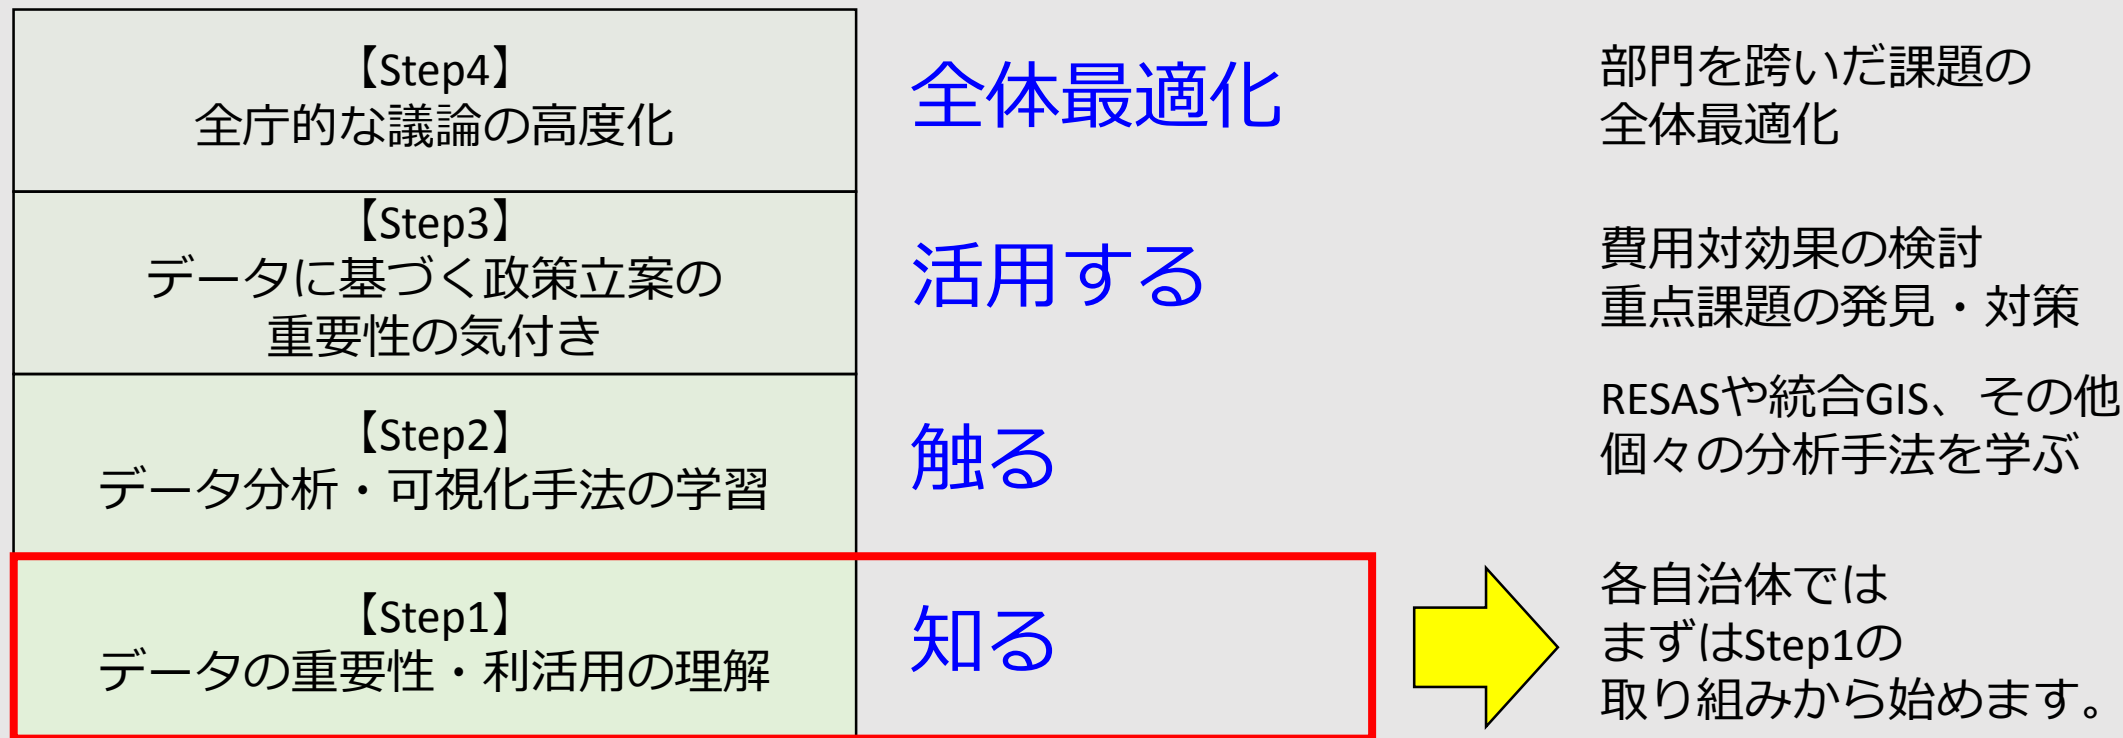 【Step4】
全庁的な議論の高度化
全体最適化
部門を跨いだ課題の
全体最適化
【Step3】
データに基づく政策立案の
重要性の気付き
活用する
費用対効果の検討
重点課題の発見・対策
【Step2】
データ分析・可視化手法の学習
触る
RESASや統合GIS、その他
個々の分析手法を学ぶ
【Step1】
データの重要性・利活用の理解
知る
各自治体では
まずはStep1の
取り組みから始めます。